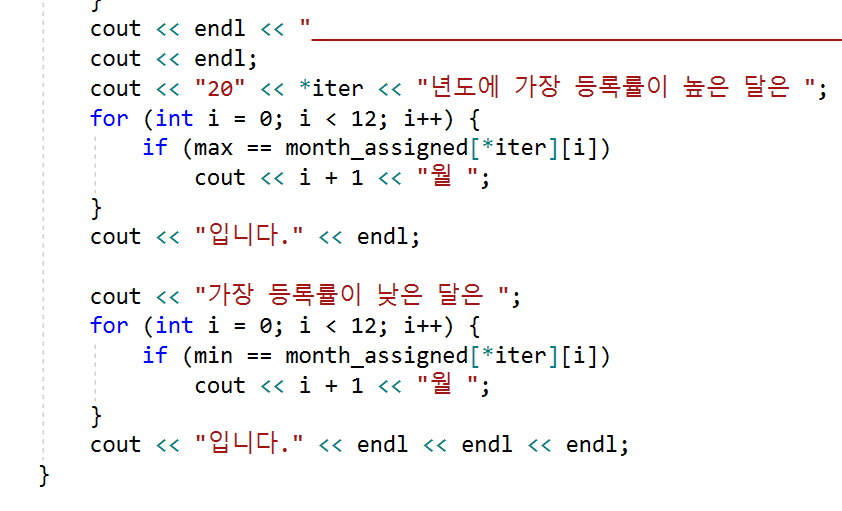 }
cout << endl << "________________________________________
cout << endl;
cout << "20" << *iter << "년도에 가장 등록률이 높은 달은 ";
for (int i = 0; i < 12; i++) {
if (max == month_assigned[*iter][i])
cout << i + 1 << "월 ";
}
cout << "입니다." << endl;
cout << "가장 등록률이 낮은 달은 ";
for (int i = 0; i < 12; i++) {
if (min == month_assigned[*iter][i])
cout << i + 1 << "월 ";
}
cout << "입니다." << endl << endl << endl;
}